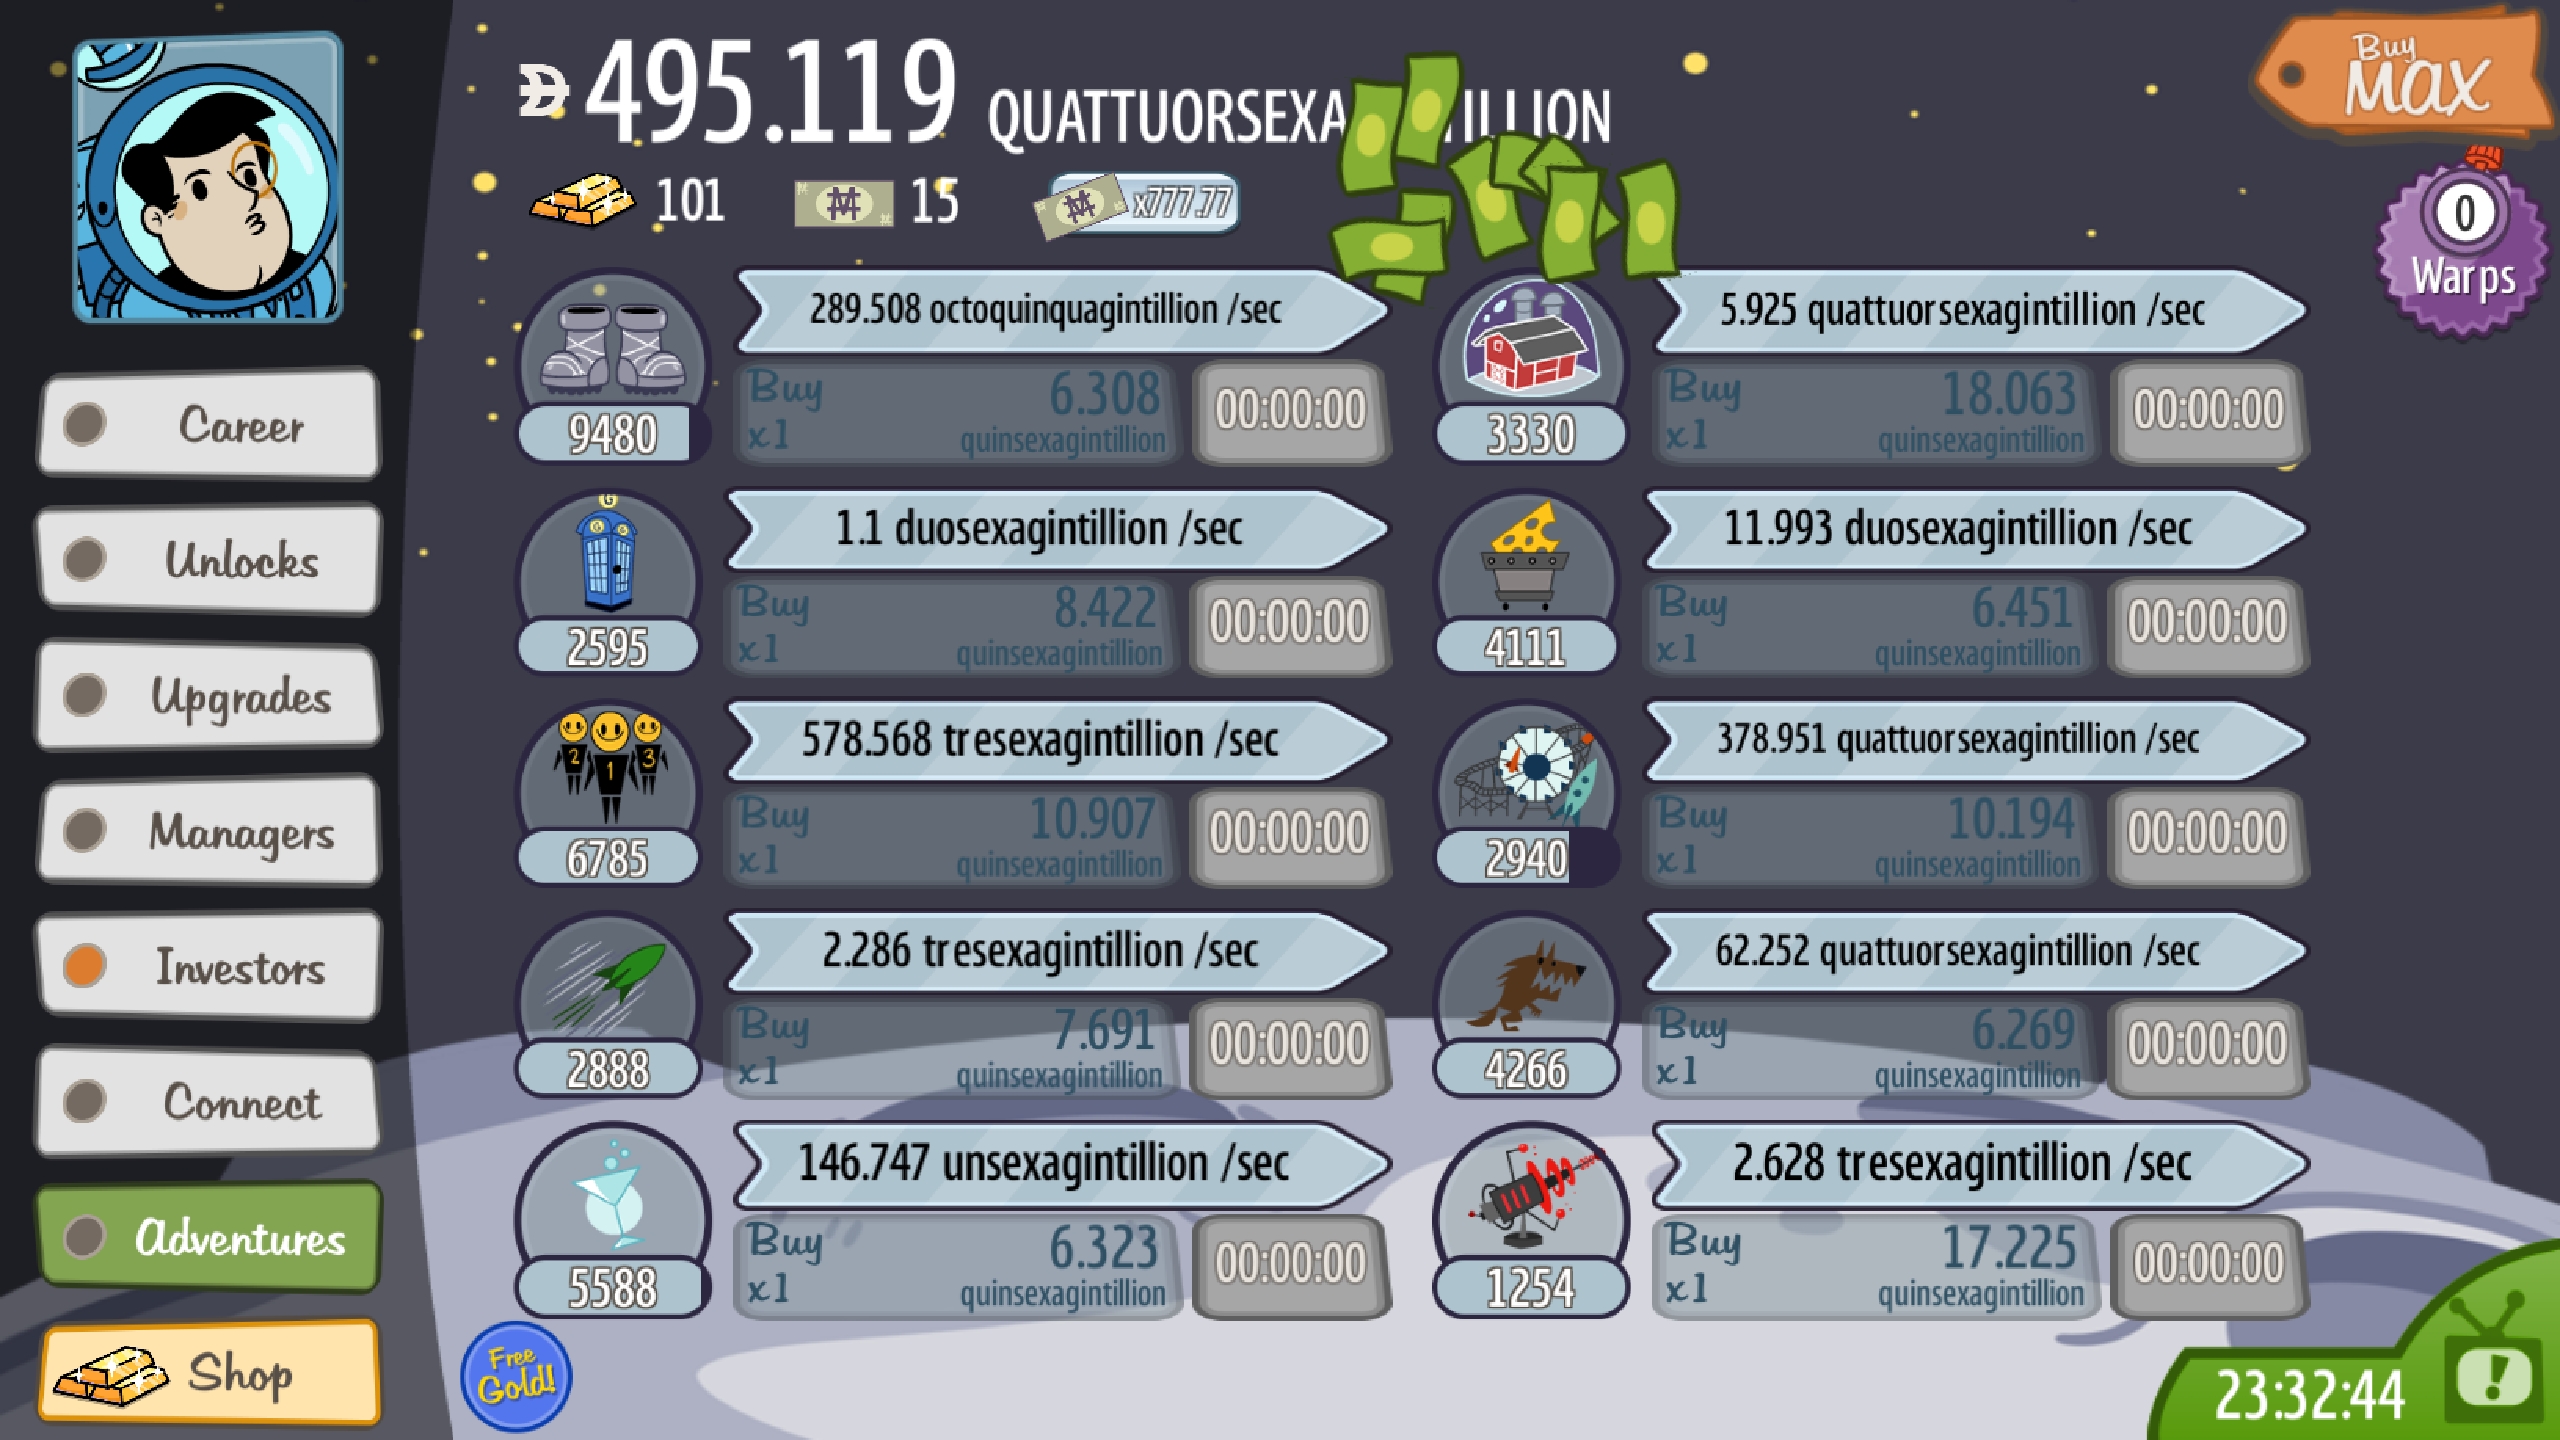 495.119 QUATTUORSEXA TILLION
Buy
MAX
101 15 x777.77
0
Warps
Career
Unlocks
Upgrades
Managers
Investors
Connect
Adventures
Shop
289.508 octoquinquagintillion /sec
9480
Buy 6.308
x1 quinsexagintillion
00:00:00
5.925 quattuorsexagintillion /sec
3330
Buy 18.063
x1 quinsexagintillion
00:00:00
1.1 duosexagintillion /sec
2595
Buy 8.422
x1 quinsexagintillion
00:00:00
11.993 duosexagintillion /sec
4111
Buy 6.451
x1 quinsexagintillion
00:00:00
578.568 tresexagintillion /sec
2 1 3
6785
Buy 10.907
x1 quinsexagintillion
00:00:00
378.951 quattuorsexagintillion /sec
2940
Buy 10.194
x1 quinsexagintillion
00:00:00
2.286 tresexagintillion /sec
2888
Buy 7.691
x1 quinsexagintillion
00:00:00
62.252 quattuorsexagintillion /sec
4266
Buy 6.269
x1 quinsexagintillion
00:00:00
146.747 unsexagintillion /sec
5588
Buy 6.323
x1 quinsexagintillion
00:00:00
2.628 tresexagintillion /sec
1254
Buy 17.225
x1 quinsexagintillion
00:00:00
Free
Gold!
23:32:44